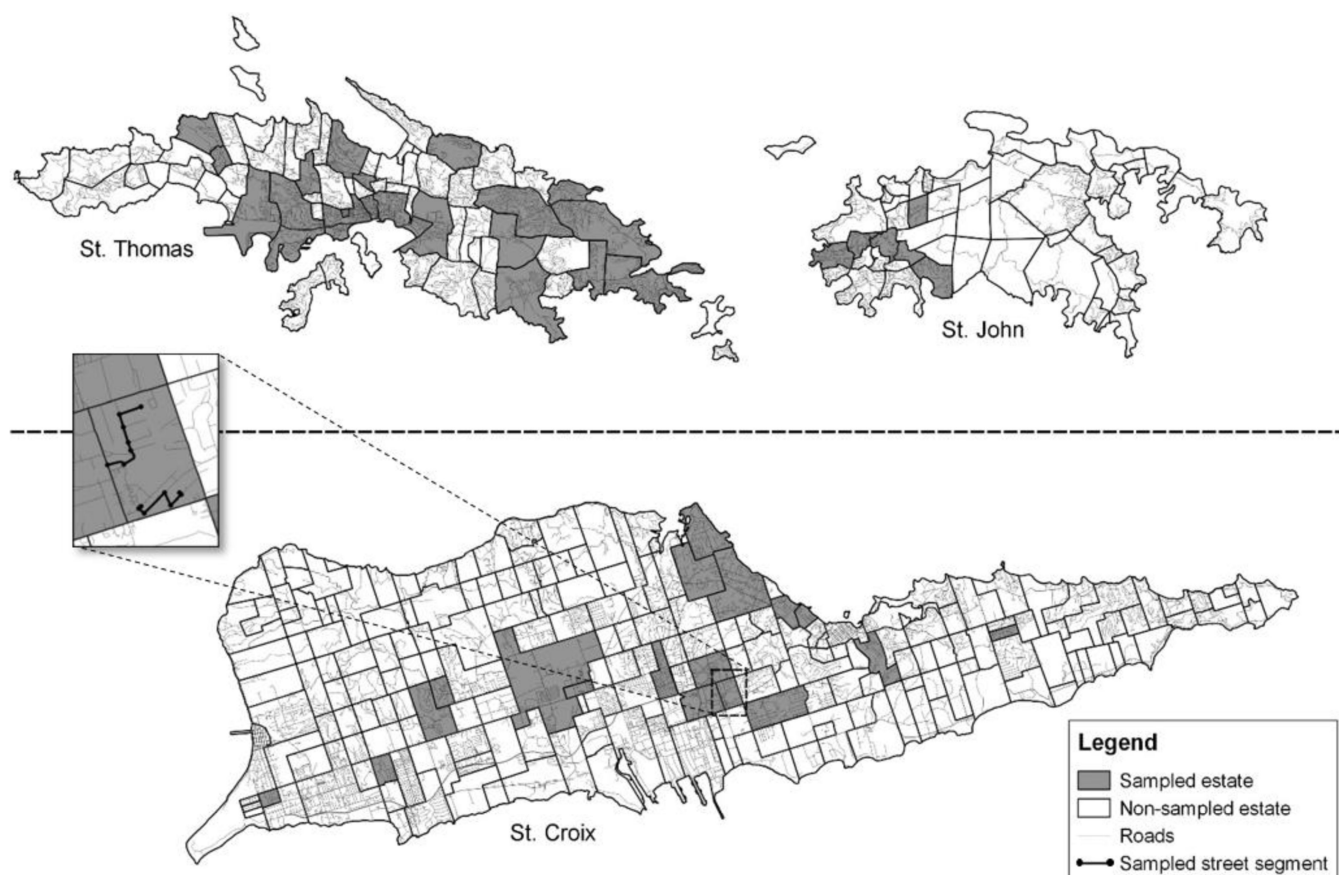 St. Thomas
St. John
St. Croix
Legend
Sampled estate
Non-sampled estate
Roads
Sampled street segment